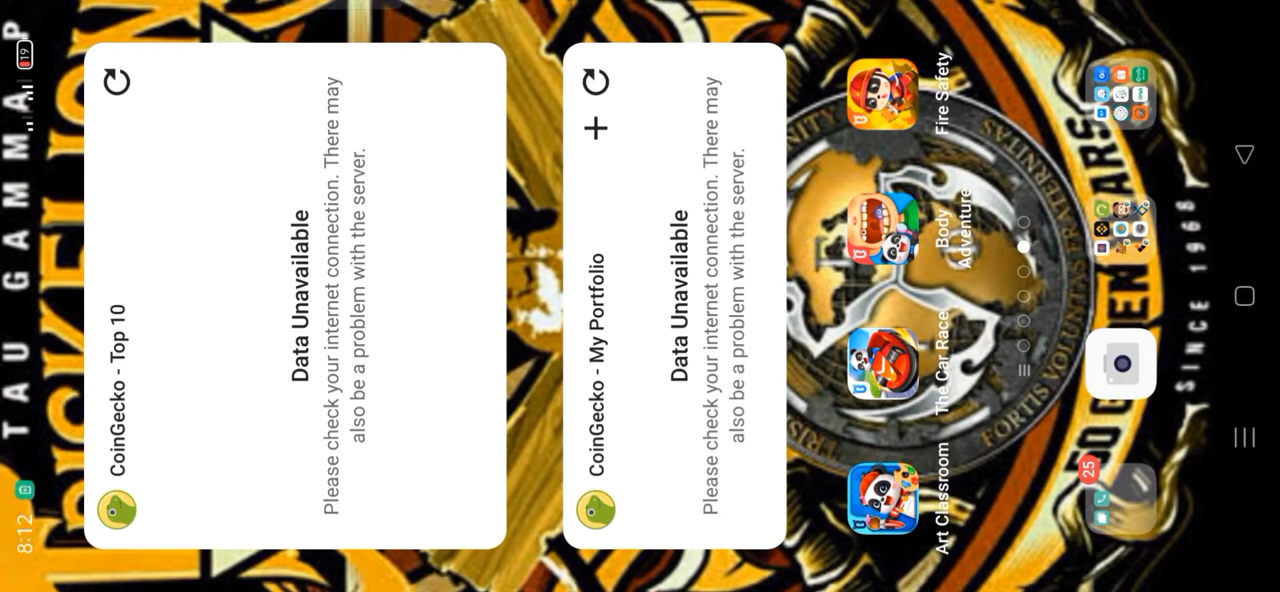 8:12
19
TAU GAMMA P
CoinGecko - Top 10
Data Unavailable
Please check your internet connection. There may
also be a problem with the server.
CoinGecko - My Portfolio
Data Unavailable
Please check your internet connection. There may
also be a problem with the server.
Art Classroom
The Car Race
Body
Adventure
Fire Safety
FORTIS VOLUNTAS FRATERNITAS
25
SINCE 1968